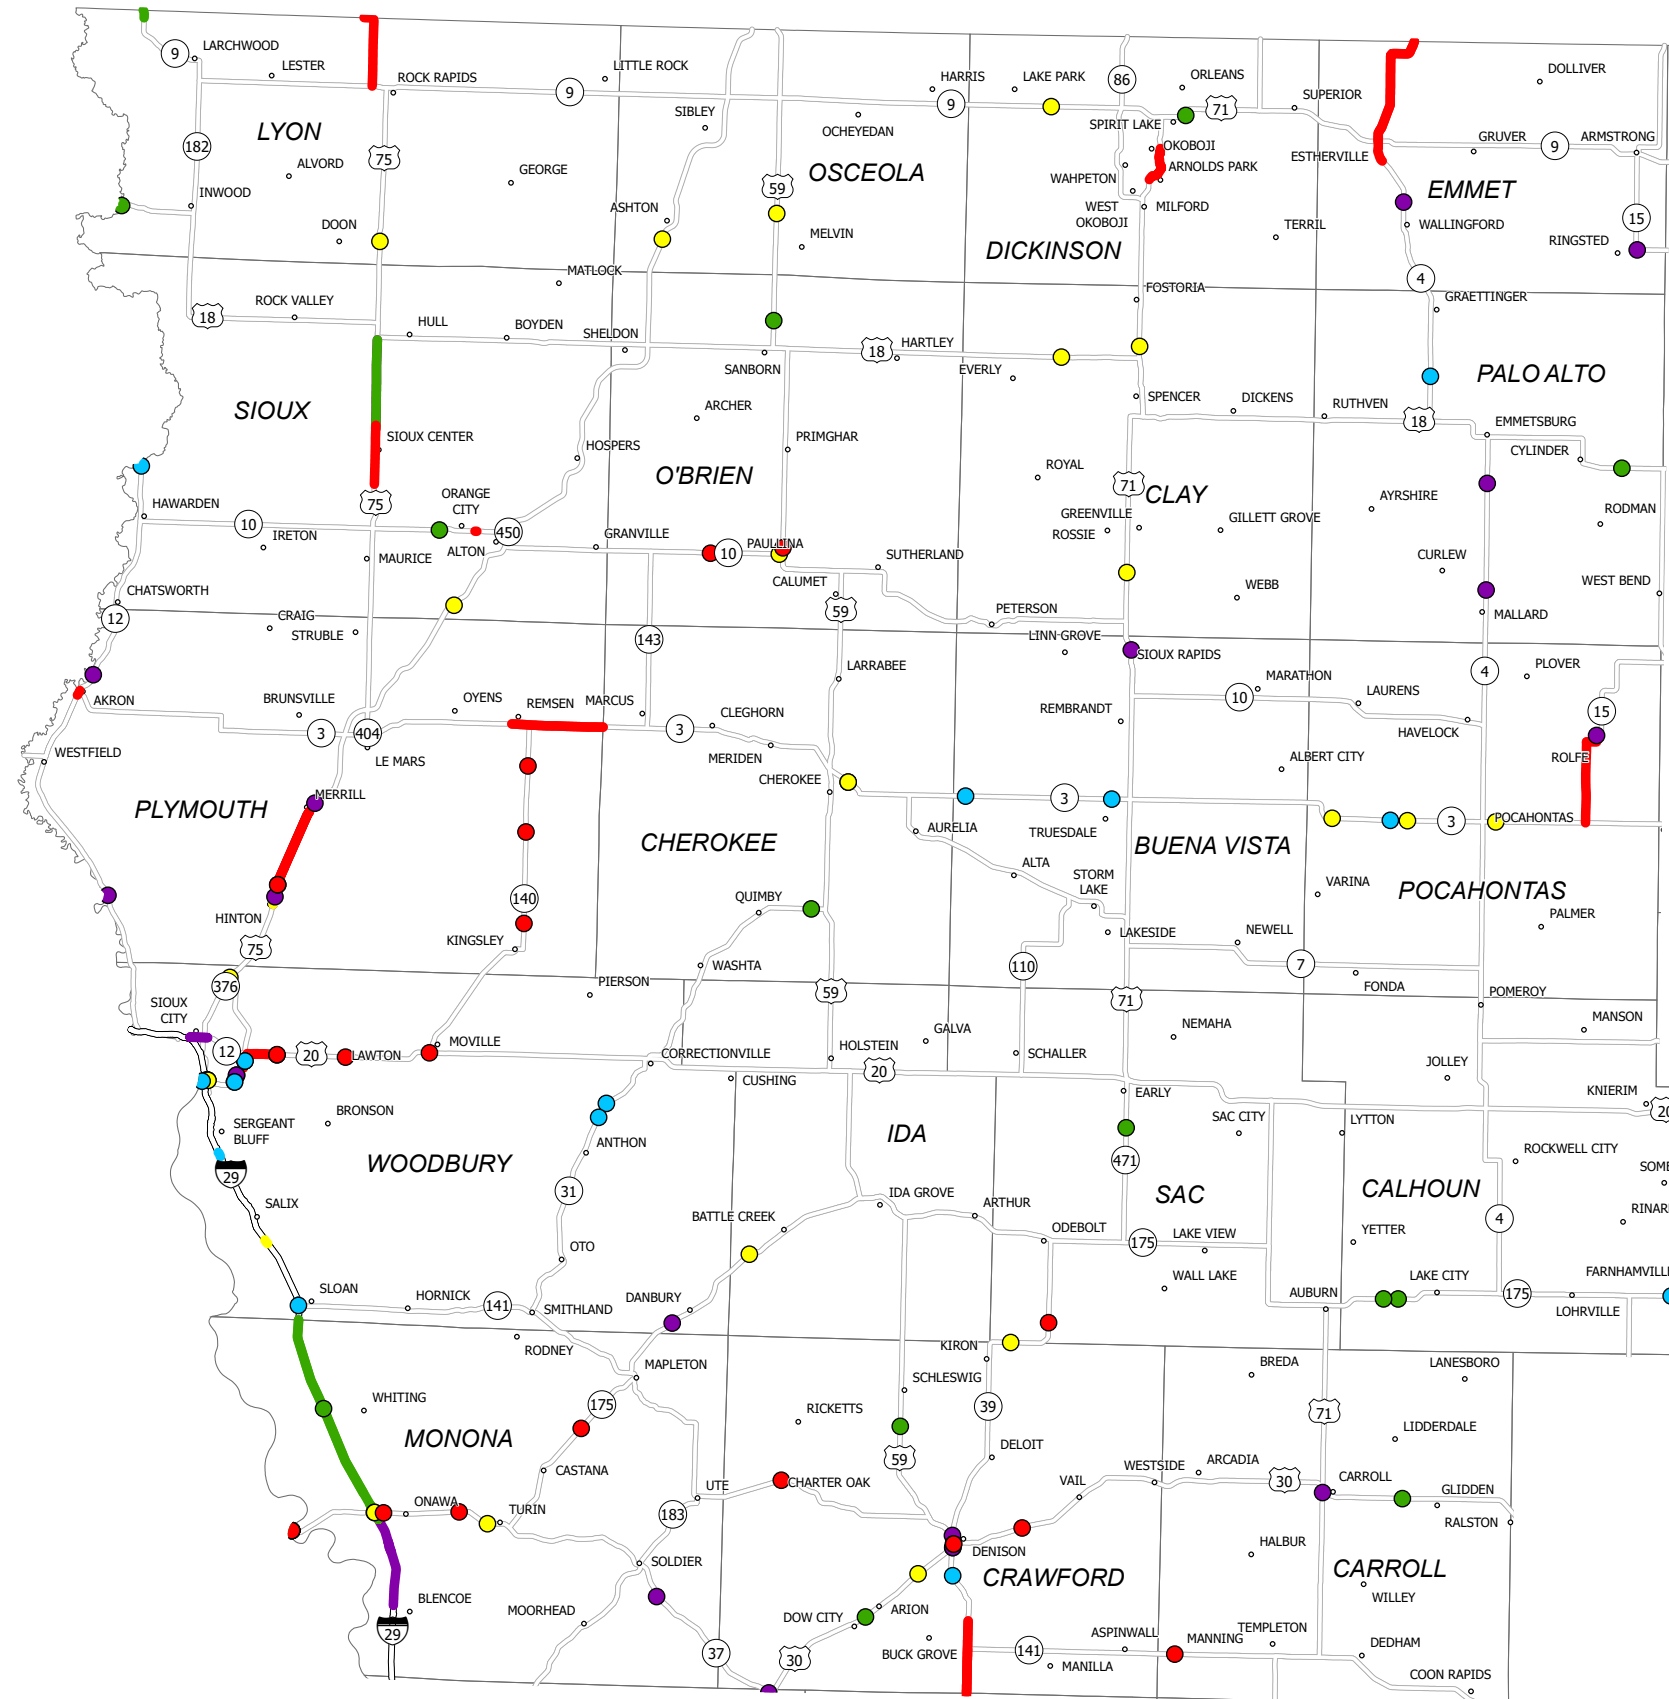 9
LARCHWOOD
LESTER
ROCK RAPIDS
9
LITTLE ROCK
SIBLEY
HARRIS
9
LAKE PARK
86
ORLEANS
71
SUPERIOR
DOLLIVER
OCHEYEDAN
SPIRIT LAKE
OKOBOJI
ARNOLDS PARK
WAHPETON
WEST
OKOBOJI
MILFORD
ESTHERVILLE
GRUVER
9
ARMSTRONG
LYON
182
ALVORD
75
GEORGE
OSCEOLA
59
EMMET
INWOOD
DOON
ASHTON
MELVIN
DICKINSON
TERRIL
WALLINGFORD
15
RINGSTED
MATLOCK
4
ROCK VALLEY
18
HULL
BOYDEN
SHELDON
SANBORN
18
HARTLEY
EVERLY
FOSTORIA
GRAETTINGER
SIOUX
ARCHER
SPENCER
DICKENS
RUTHVEN
18
PALO ALTO
EMMETSBURG
CYLINDER
SIOUX CENTER
HOSPERS
PRIMGHAR
O'BRIEN
ROYAL
71
CLAY
AYRSHIRE
RODMAN
HAWARDEN
10
IRETON
75
ORANGE
CITY
450
ALTON
MAURICE
GRANVILLE
10
PAULLINA
CALUMET
SUTHERLAND
GREENVILLE
ROSSIE
GILLETT GROVE
CURLEW
WEBB
WEST BEND
CHATSWORTH
12
CRAIG
STRUBLE
143
59
PETERSON
LINN GROVE
MALLARD
SIOUX RAPIDS
LARRABEE
MARATHON
10
LAURENS
4
PLOVER
AKRON
BRUNSVILLE
OYENS
REMSEN
MARCUS
3
CLEGHORN
REMBRANDT
HAVELOCK
15
ROLFE
WESTFIELD
3
404
LE MARS
MERIDEN
CHEROKEE
ALBERT CITY
PLYMOUTH
MERRILL
3
TRUESDALE
3
POCAHONTAS
CHEROKEE
AURELIA
BUENA VISTA
ALTA
STORM
LAKE
VARINA
POCAHONTAS
HINTON
140
QUIMBY
PALMER
75
KINGSLEY
WASHTA
LAKESIDE
NEWELL
7
110
FONDA
376
PIERSON
59
71
POMEROY
SIOUX
CITY
12
20
LAWTON
MOVILLE
CORRECTIONVILLE
GALVA
HOLSTEIN
SCHALLER
NEMAHA
MANSON
CUSHING
20
JOLLEY
EARLY
KNIERIM
20
BRONSON
SERGEANT
BLUFF
SAC CITY
LYTTON
ANTHON
IDA
WOODBURY
29
471
ROCKWELL CITY
31
SAC
CALHOUN
SALIX
IDA GROVE
ARTHUR
4
BATTLE CREEK
ODEBOLT
175
LAKE VIEW
YETTER
OTO
WALL LAKE
SLOAN
HORNICK
141
SMITHLAND
DANBURY
AUBURN
LAKE CITY
175
LOHRVILLE
RODNEY
MAPLETON
KIRON
BREDA
LANESBORO
SCHLESWIG
WHITING
175
RICKETTS
39
71
MONONA
LIDDERDALE
59
DELOIT
CASTANA
WESTSIDE
ARCADIA
30
CARROLL
VAIL
GLIDDEN
RALSTON
ONAWA
TURIN
UTE
CHARTER OAK
183
HALBUR
SOLDIER
DENISON
CRAWFORD
CARROLL
WILLEY
BLENCOE
MOORHEAD
DOW CITY
ARION
29
37
30
BUCK GROVE
141
ASPINWALL
MANNING
TEMPLETON
DEDHAM
MANILLA
COON RAPIDS